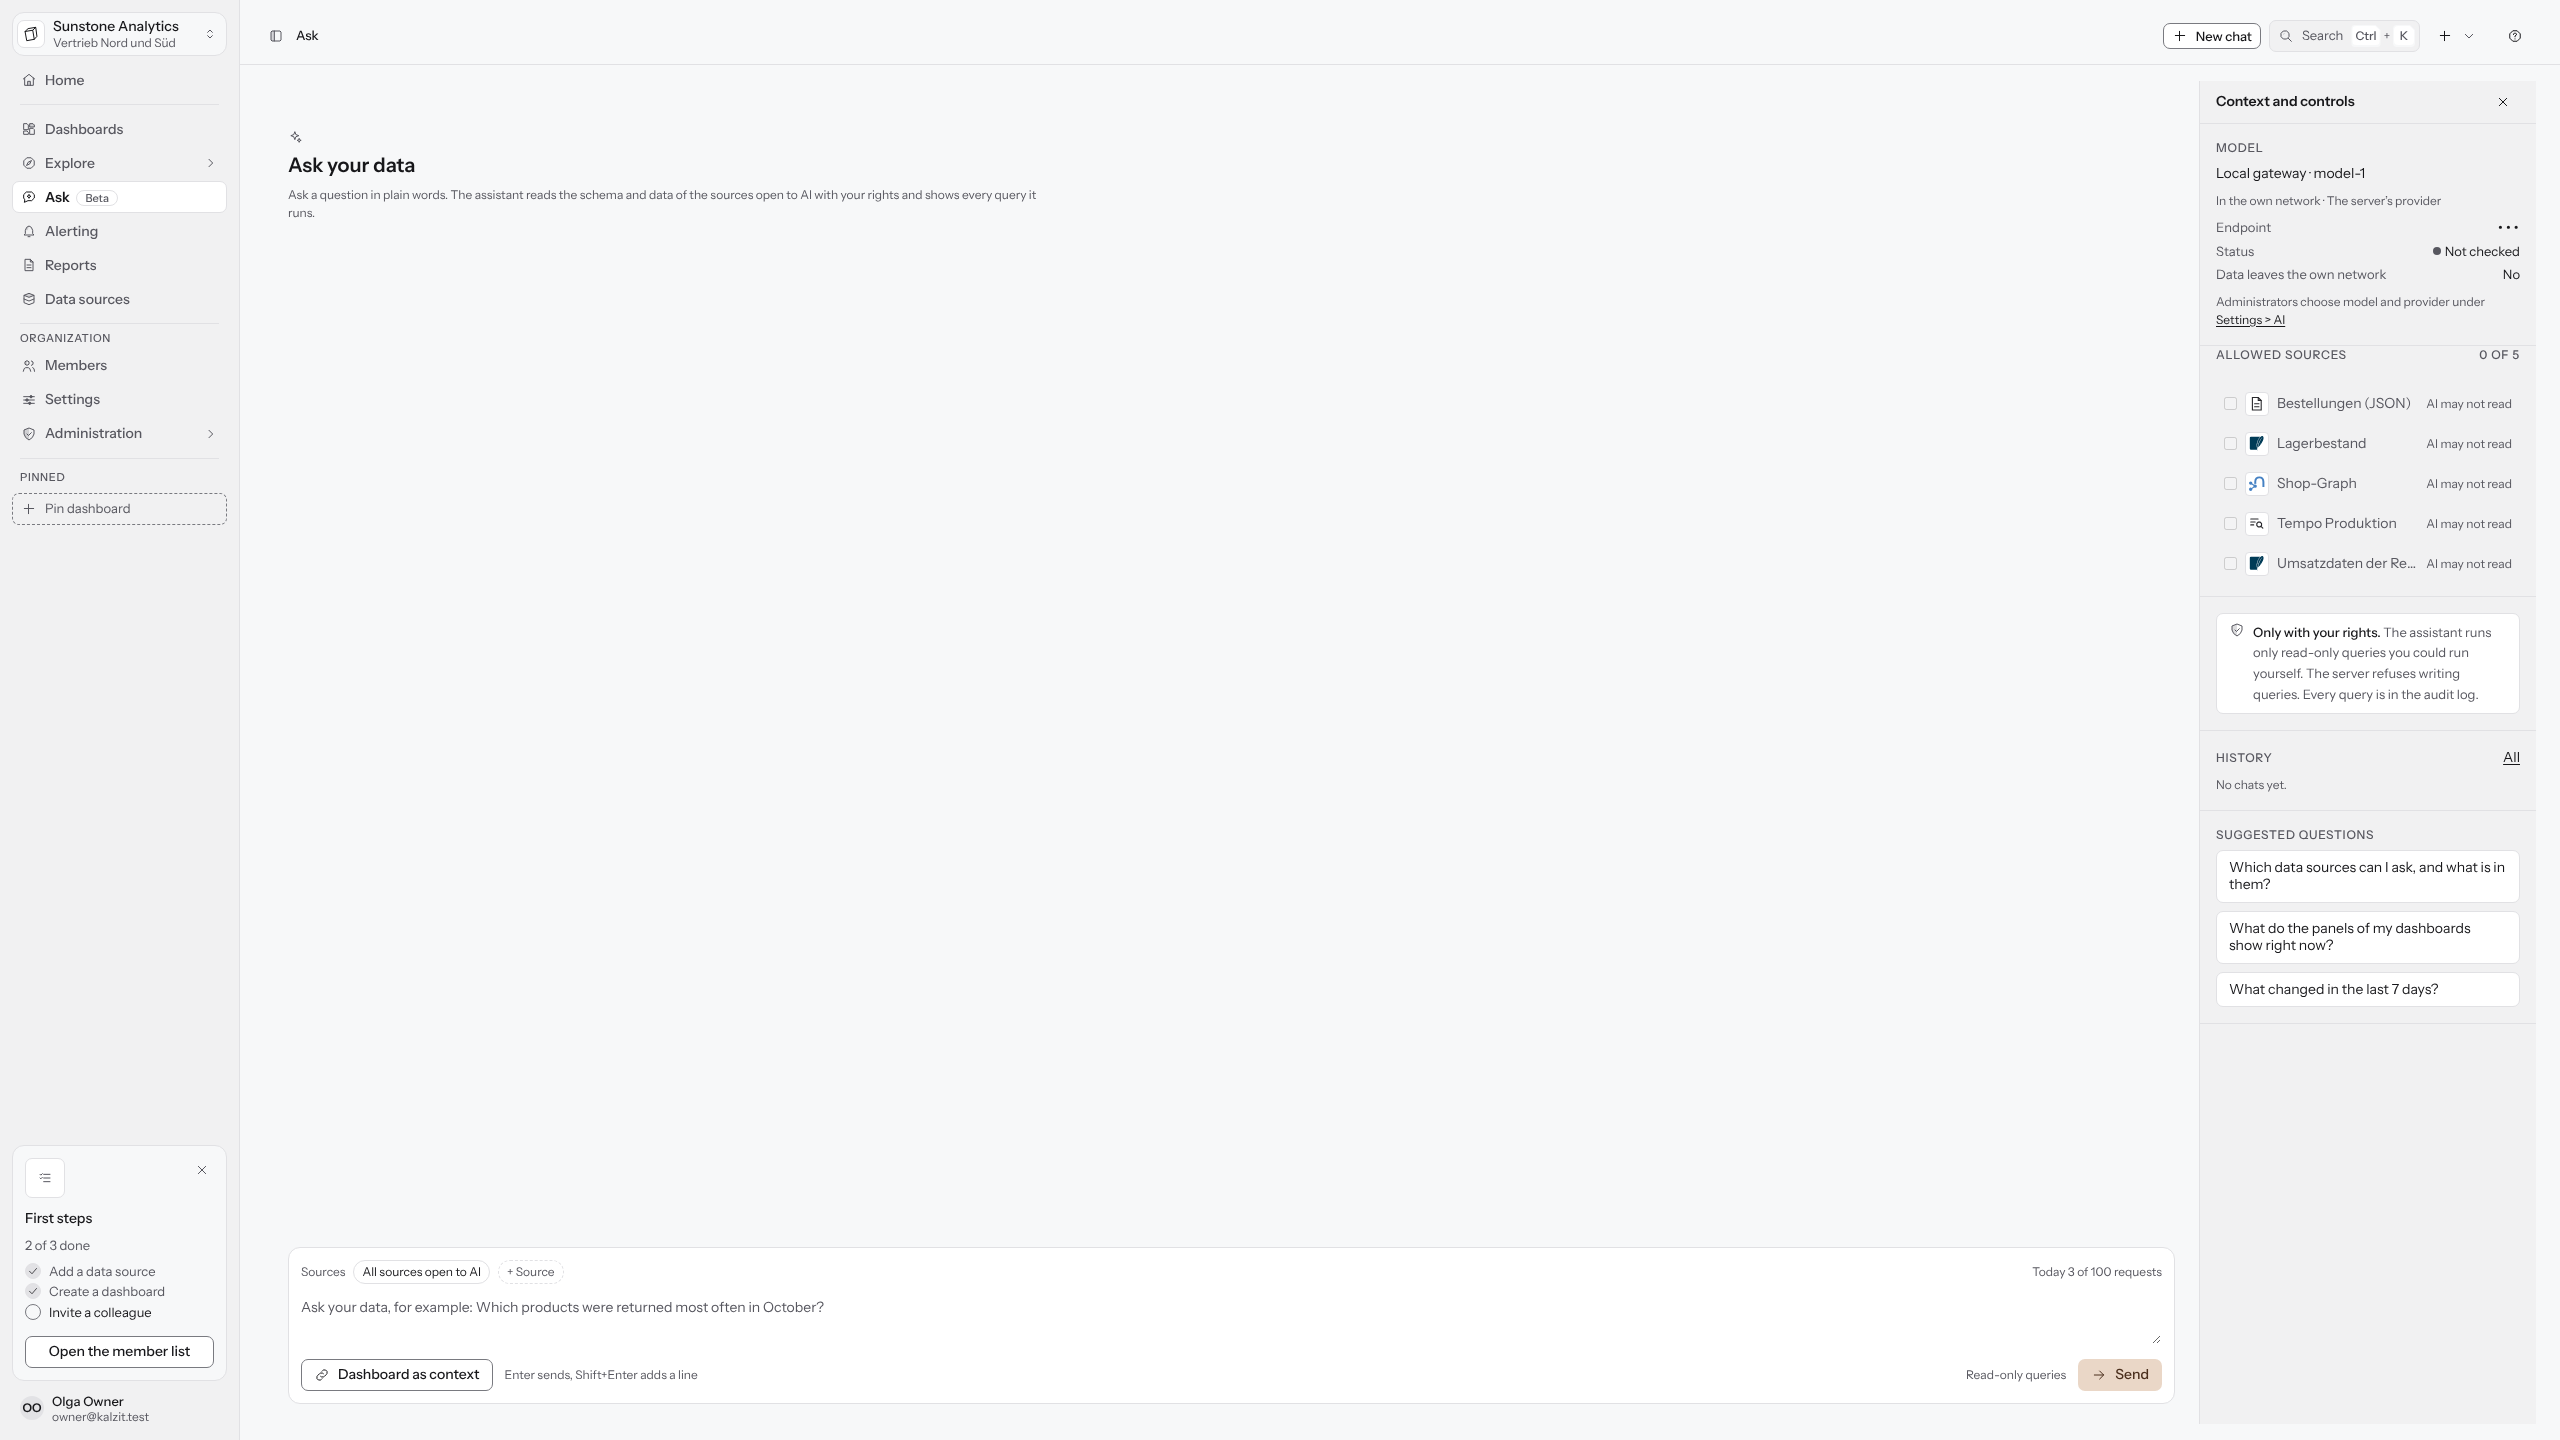 Sunstone Analytics
Vertrieb Nord und Süd
Home
Dashboards
Explore
Ask Beta
Alerting
Reports
Data sources
ORGANIZATION
Members
Settings
Administration
PINNED
Pin dashboard
First steps
2 of 3 done
Add a data source
Create a dashboard
Invite a colleague
Open the member list
OO Olga Owner
owner@kalzit.test
Ask
New chat
Search Ctrl + K
Ask your data
Ask a question in plain words. The assistant reads the schema and data of the sources open to AI with your rights and shows every query it
runs.
Sources All sources open to AI + Source
Today 3 of 100 requests
Ask your data, for example: Which products were returned most often in October?
Dashboard as context Enter sends, Shift+Enter adds a line
Read-only queries Send
Context and controls
MODEL
Local gateway · model-1
In the own network · The server's provider
Endpoint
Status Not checked
Data leaves the own network No
Administrators choose model and provider under
Settings > AI
ALLOWED SOURCES 0 OF 5
Bestellungen (JSON) AI may not read
Lagerbestand AI may not read
Shop-Graph AI may not read
Tempo Produktion AI may not read
Umsatzdaten der Re... AI may not read
Only with your rights. The assistant runs
only read-only queries you could run
yourself. The server refuses writing
queries. Every query is in the audit log.
HISTORY All
No chats yet.
SUGGESTED QUESTIONS
Which data sources can I ask, and what is in
them?
What do the panels of my dashboards
show right now?
What changed in the last 7 days?